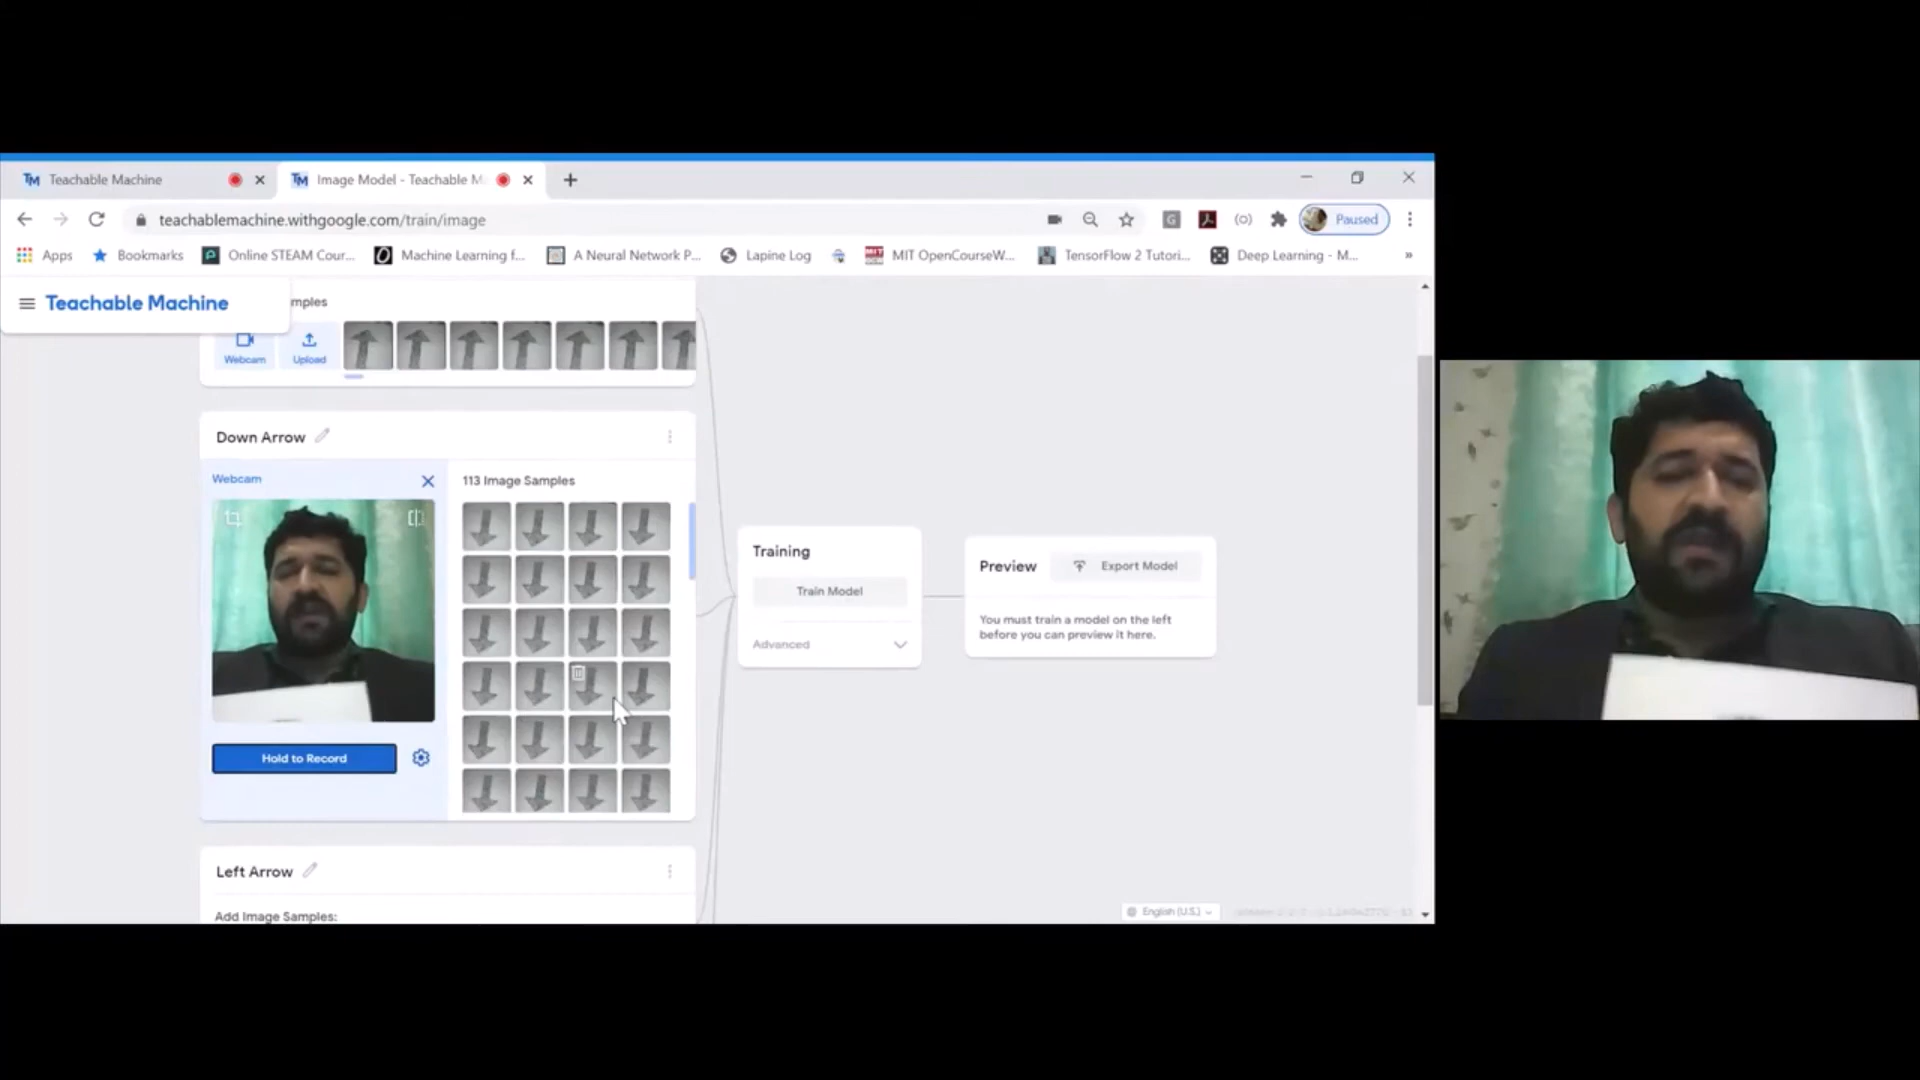 Teachable Machine
Image Model - Teachable M
teachablemachine.withgoogle.com/train/image
Paused
Apps
Bookmarks
Online STEAM Cour...
Machine Learning f...
A Neural Network P...
Lapine Log
MIT OpenCourseW...
TensorFlow 2 Tutori...
Deep Learning - M...
»
Teachable Machine
mples
Webcam
Upload
Down Arrow
Webcam
113 Image Samples
Hold to Record
Training
Train Model
Advanced
Preview
Export Model
You must train a model on the left
before you can preview it here.
Left Arrow
Add Image Samples:
English (U.S.)